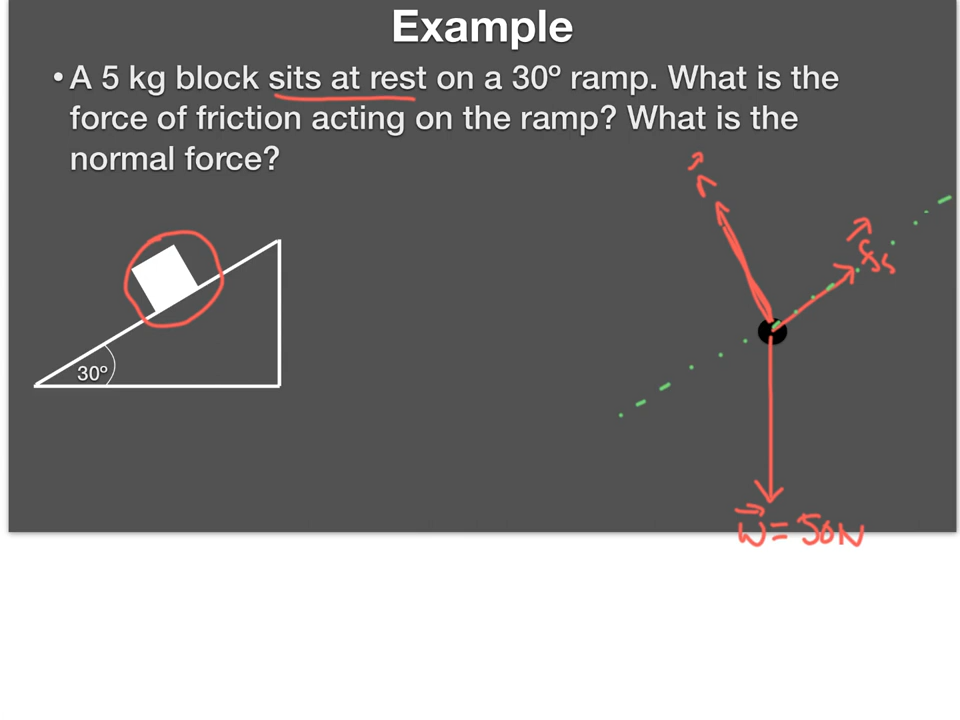 Example
• A 5 kg block sits at rest on a 30º ramp. What is the
force of friction acting on the ramp? What is the
normal force?
fs
30º
w = 50N